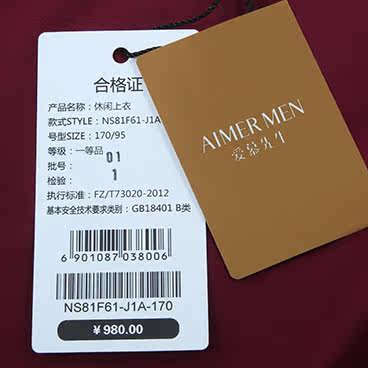 合格证
产品名称：休闲上衣
款式STYLE：NS81F61-J1A
号型SIZE：170/95
等级：一等品
批号：01
检验：1
执行标准：FZ/T73020-2012
基本安全技术要求类别：GB18401 B类
6 901087 038006
NS81F61-J1A-170
¥980.00
AIMER MEN
爱慕先生